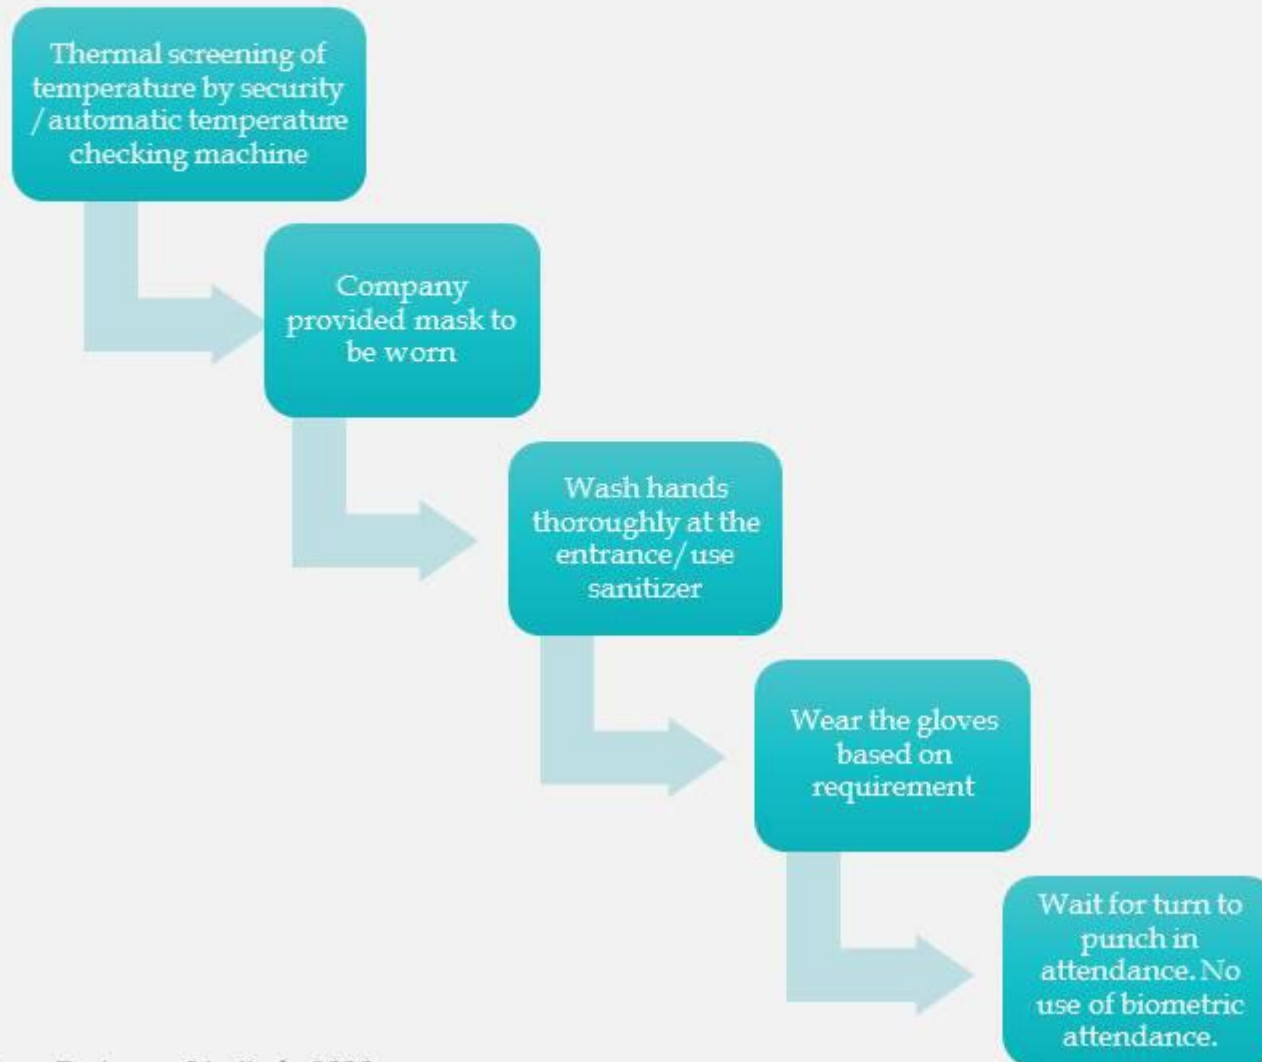 Thermal screening of
temperature by security
/automatic temperature
checking machine
Company
provided mask to
be worn
Wash hands
thoroughly at the
entrance/use
sanitizer
Wear the gloves
based on
requirement
Wait for turn to
punch in
attendance. No
use of biometric
attendance.